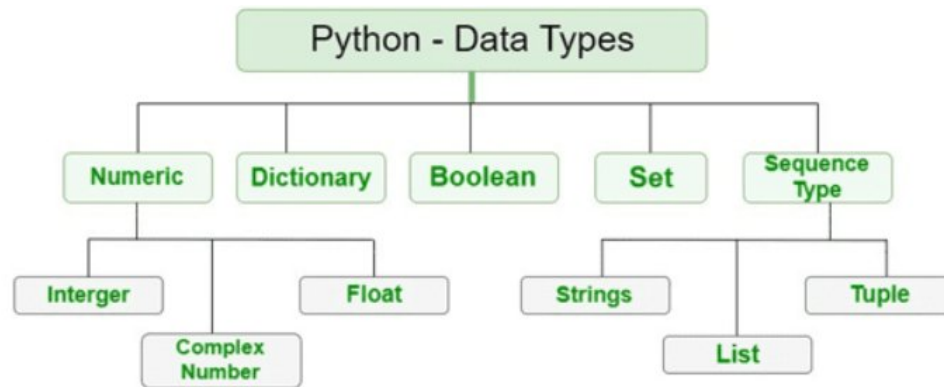 Python - Data Types
Numeric
Dictionary
Boolean
Set
Sequence
Type
Interger
Complex
Number
Float
Strings
List
Tuple